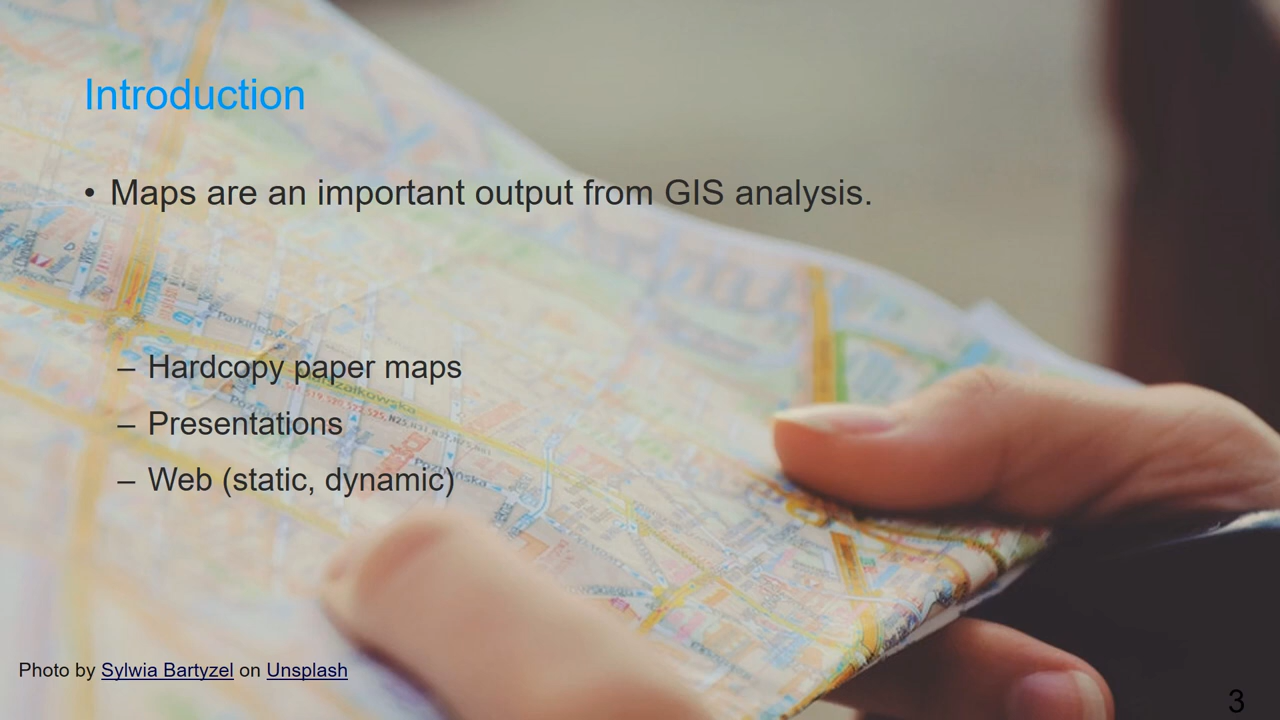 Introduction
• Maps are an important output from GIS analysis.
– Hardcopy paper maps
– Presentations
– Web (static, dynamic)
Photo by Sylwia Bartyzel on Unsplash
3